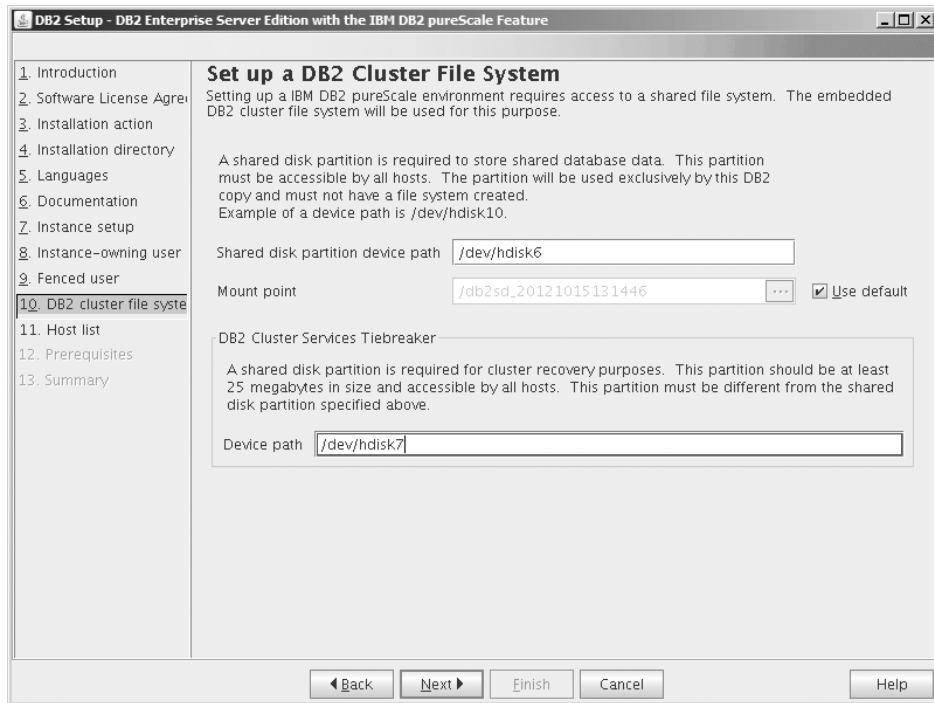 DB2 Setup - DB2 Enterprise Server Edition with the IBM DB2 pureScale Feature
1. Introduction
2. Software License Agre
3. Installation action
4. Installation directory
5. Languages
6. Documentation
7. Instance setup
8. Instance-owning user
9. Fenced user
10. DB2 cluster file syste
11. Host list
12. Prerequisites
13. Summary
Set up a DB2 Cluster File System
Setting up a IBM DB2 pureScale environment requires access to a shared file system. The embedded
DB2 cluster file system will be used for this purpose.
A shared disk partition is required to store shared database data. This partition
must be accessible by all hosts. The partition will be used exclusively by this DB2
copy and must not have a file system created.
Example of a device path is /dev/hdisk10.
Shared disk partition device path /dev/hdisk6
Mount point /db2sd_20121015131446 ... Use default
DB2 Cluster Services Tiebreaker
A shared disk partition is required for cluster recovery purposes. This partition should be at least
25 megabytes in size and accessible by all hosts. This partition must be different from the shared
disk partition specified above.
Device path /dev/hdisk7
Back Next Finish Cancel Help